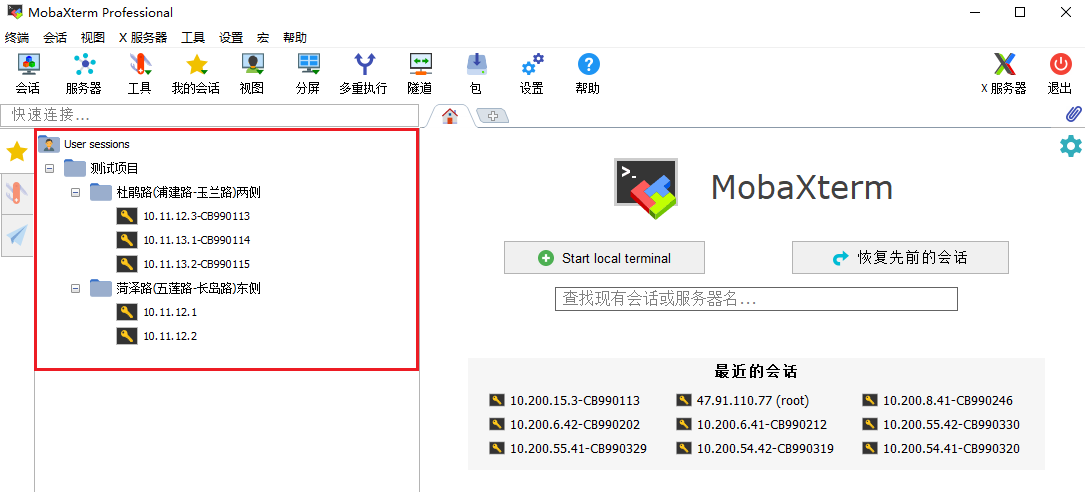 MobaXterm Professional
终端 会话 视图 X 服务器 工具 设置 宏 帮助
会话 服务器 工具 我的会话 视图 分屏 多重执行 隧道 包 设置 帮助 X 服务器 退出
快速连接...
User sessions
测试项目
杜鹃路(浦建路-玉兰路)两侧
10.11.12.3-CB990113
10.11.13.1-CB990114
10.11.13.2-CB990115
菏泽路(五莲路-长岛路)东侧
10.11.12.1
10.11.12.2
MobaXterm
Start local terminal 恢复先前的会话
查找现有会话或服务器名...
最近的会话
10.200.15.3-CB990113 47.91.110.77 (root) 10.200.8.41-CB990246
10.200.6.42-CB990202 10.200.6.41-CB990212 10.200.55.42-CB990330
10.200.55.41-CB990329 10.200.54.42-CB990319 10.200.54.41-CB990320